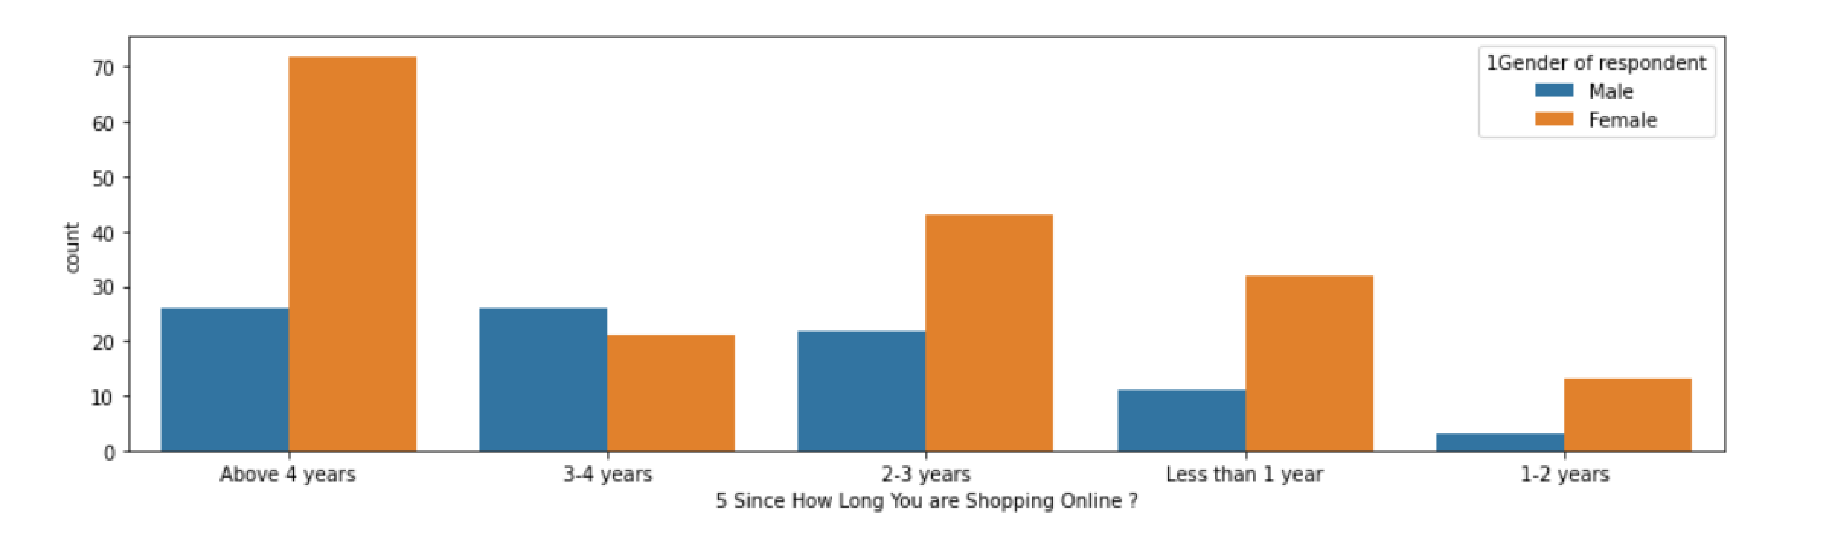 1Gender of respondent
Male
Female
70
60
50
40
30
20
10
0
count
Above 4 years 3-4 years 2-3 years Less than 1 year 1-2 years
5 Since How Long You are Shopping Online ?